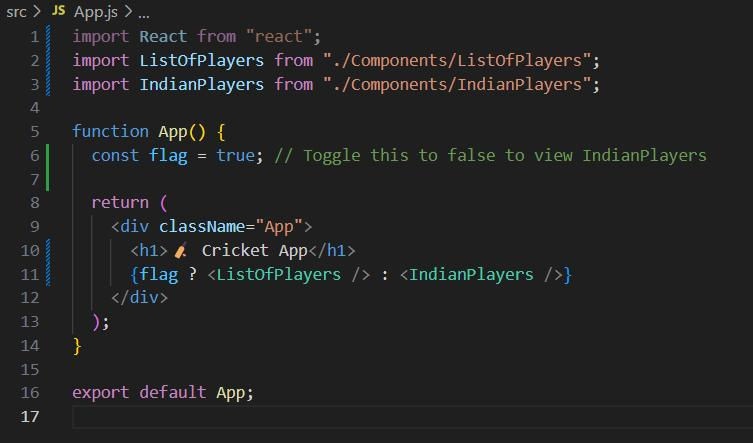 src > JS App.js > ...
1 import React from "react";
2 import ListOfPlayers from "./Components/ListOfPlayers";
3 import IndianPlayers from "./Components/IndianPlayers";
4
5 function App() {
6   const flag = true; // Toggle this to false to view IndianPlayers
7
8   return (
9     <div className="App">
10       <h1>🏏 Cricket App</h1>
11       {flag ? <ListOfPlayers /> : <IndianPlayers />}
12     </div>
13   );
14 }
15
16 export default App;
17